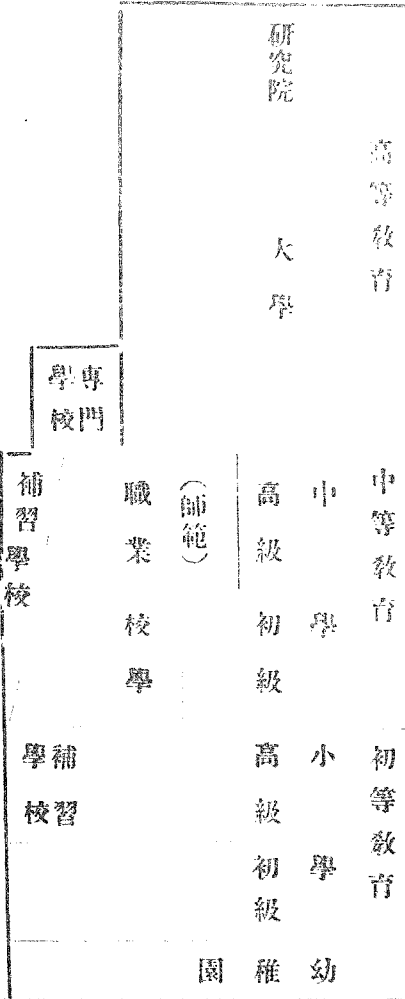 高等教育
研究院
大學
專門
學校
中等教育
中學
高級
初級
（師範）
職業校學
補習學校
初等教育
小學
高級
初級
補習
學校
幼稚園